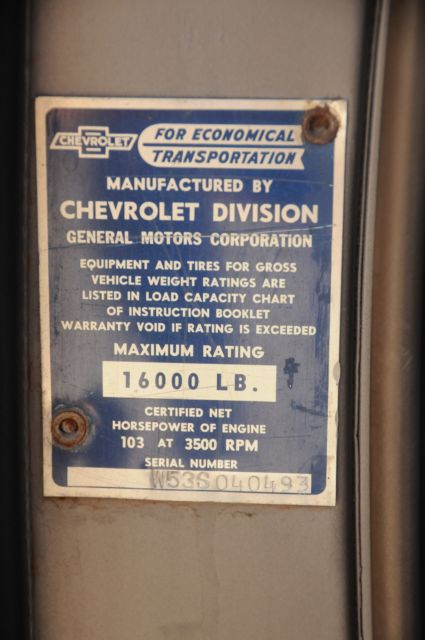 CHEVROLET
FOR ECONOMICAL
TRANSPORTATION
MANUFACTURED BY
CHEVROLET DIVISION
GENERAL MOTORS CORPORATION
EQUIPMENT AND TIRES FOR GROSS
VEHICLE WEIGHT RATINGS ARE
LISTED IN LOAD CAPACITY CHART
OF INSTRUCTION BOOKLET
WARRANTY VOID IF RATING IS EXCEEDED
MAXIMUM RATING
16000 LB.
CERTIFIED NET
HORSEPOWER OF ENGINE
103 AT 3500 RPM
SERIAL NUMBER
W53S040493